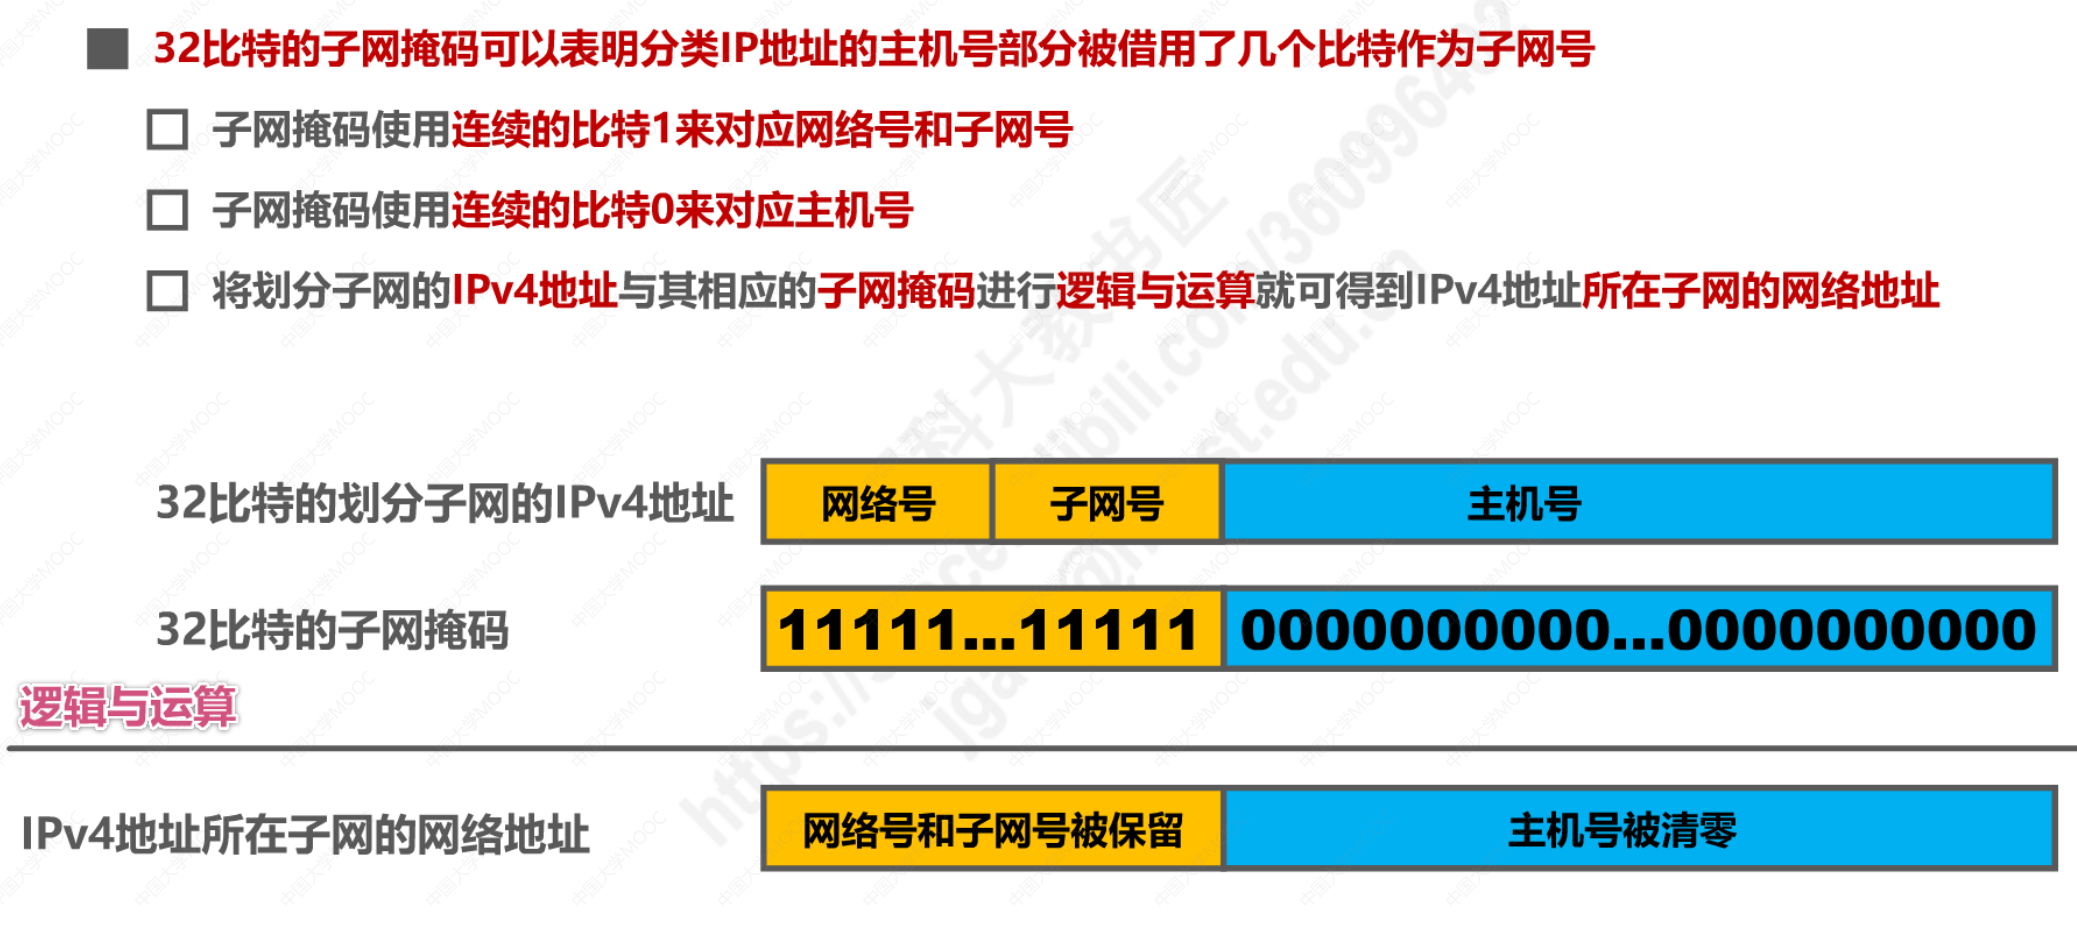 32比特的子网掩码可以表明分类IP地址的主机号部分被借用了几个比特作为子网号
子网掩码使用连续的比特1来对应网络号和子网号
子网掩码使用连续的比特0来对应主机号
将划分子网的IPv4地址与其相应的子网掩码进行逻辑与运算就可得到IPv4地址所在子网的网络地址
32比特的划分子网的IPv4地址 网络号 子网号 主机号
32比特的子网掩码 11111...11111 0000000000...0000000000
逻辑与运算
IPv4地址所在子网的网络地址 网络号和子网号被保留 主机号被清零
中国大学MOOC